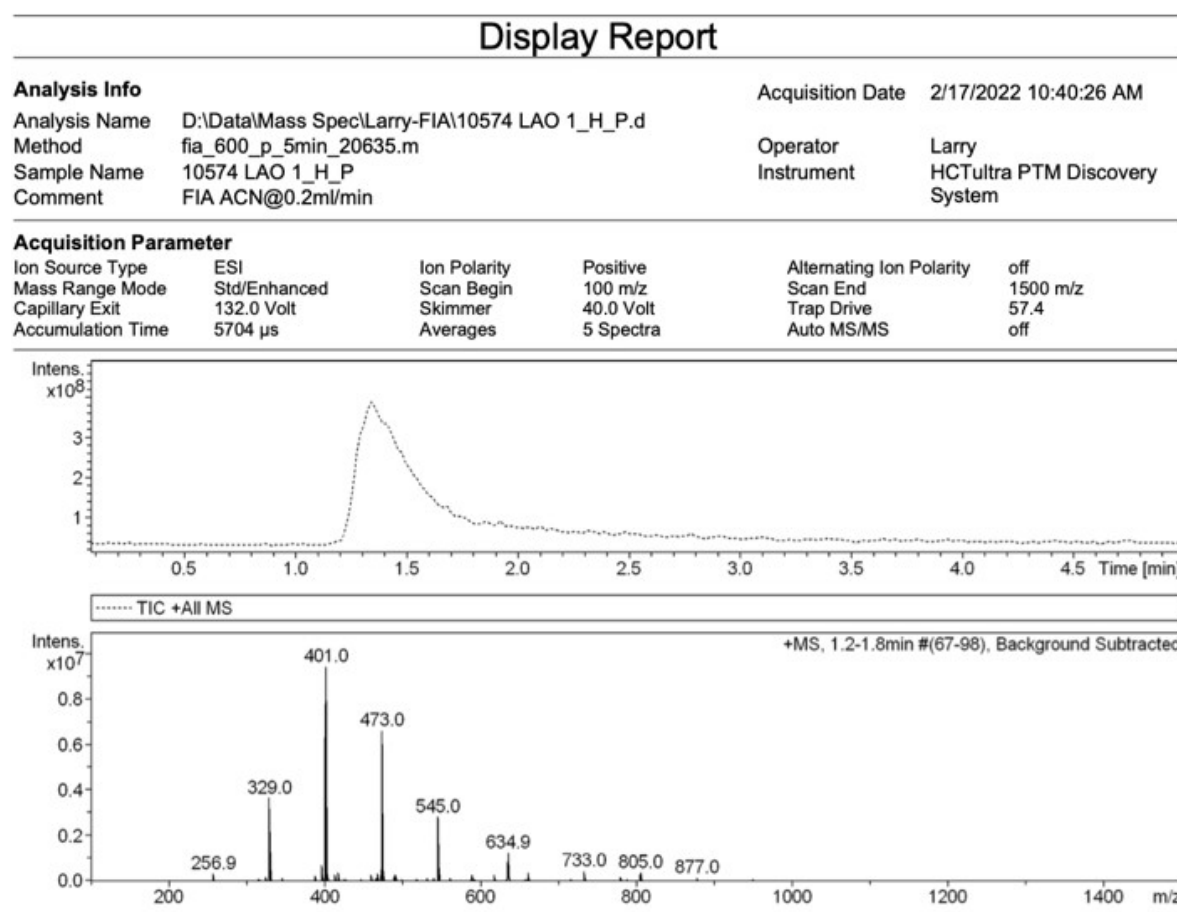 Display Report
Analysis Info
Acquisition Date 2/17/2022 10:40:26 AM
Analysis Name D:\Data\Mass Spec\Larry-FIA\10574 LAO 1_H_P.d
Method fia_600_p_5min_20635.m Operator Larry
Sample Name 10574 LAO 1_H_P Instrument HCTultra PTM Discovery
Comment FIA ACN@0.2ml/min System
Acquisition Parameter
Ion Source Type ESI Ion Polarity Positive Alternating Ion Polarity off
Mass Range Mode Std/Enhanced Scan Begin 100 m/z Scan End 1500 m/z
Capillary Exit 132.0 Volt Skimmer 40.0 Volt Trap Drive 57.4
Accumulation Time 5704 µs Averages 5 Spectra Auto MS/MS off
Intens.
x10⁸
3
2
1
0.5 1.0 1.5 2.0 2.5 3.0 3.5 4.0 4.5 Time [min]
TIC +All MS
Intens. +MS, 1.2-1.8min #(67-98), Background Subtracted
x10⁷
401.0
0.8
473.0
0.6
329.0
0.4
545.0
0.2
634.9
256.9 733.0 805.0 877.0
0.0
200 400 600 800 1000 1200 1400 m/z